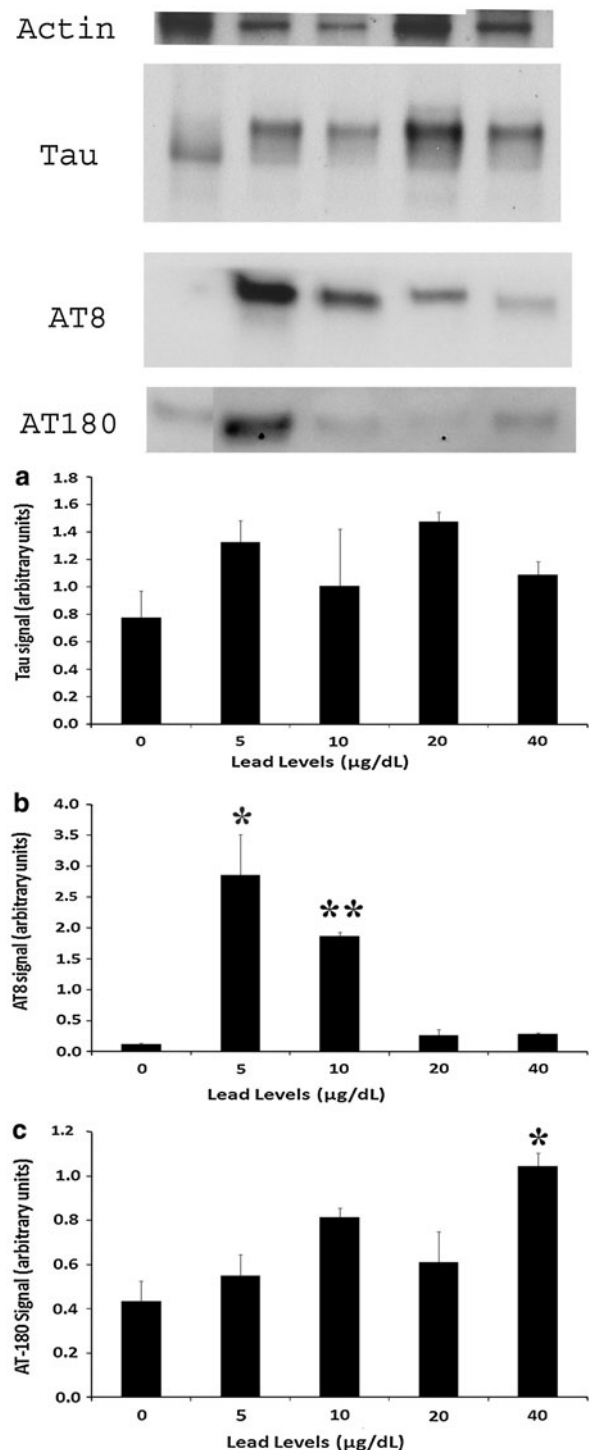 Actin
Tau
AT8
AT180
a
Tau signal (arbitrary units)
1.8
1.6
1.4
1.2
1.0
0.8
0.6
0.4
0.2
0.0
0 5 10 20 40
Lead Levels (µg/dL)
b
AT8 signal (arbitrary units)
4.0
3.5
3.0
2.5
2.0
1.5
1.0
0.5
0.0
*
**
0 5 10 20 40
Lead Levels (µg/dL)
c
AT-180 Signal (arbitrary units)
1.2
1.0
0.8
0.6
0.4
0.2
0.0
*
0 5 10 20 40
Lead Levels (µg/dL)